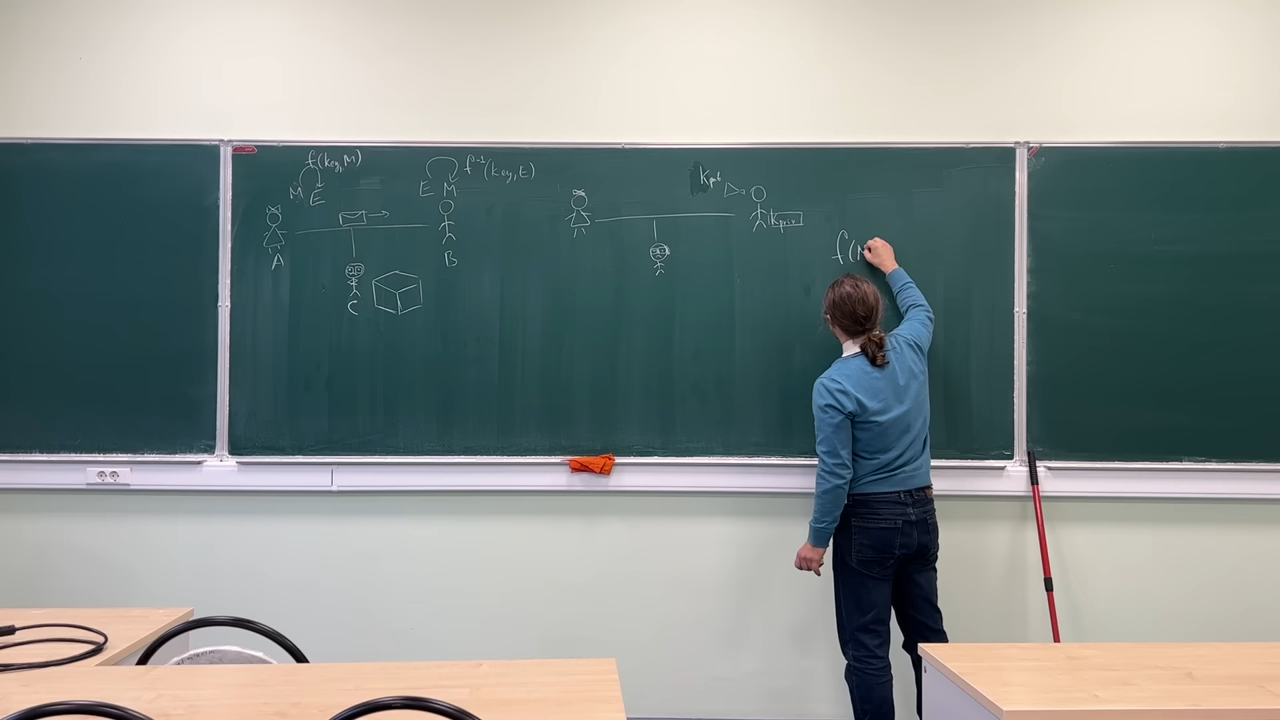 f(key,M)
M E
A
C
E M
f⁻¹(key,E)
B
Kpub
Kpriv
f(M